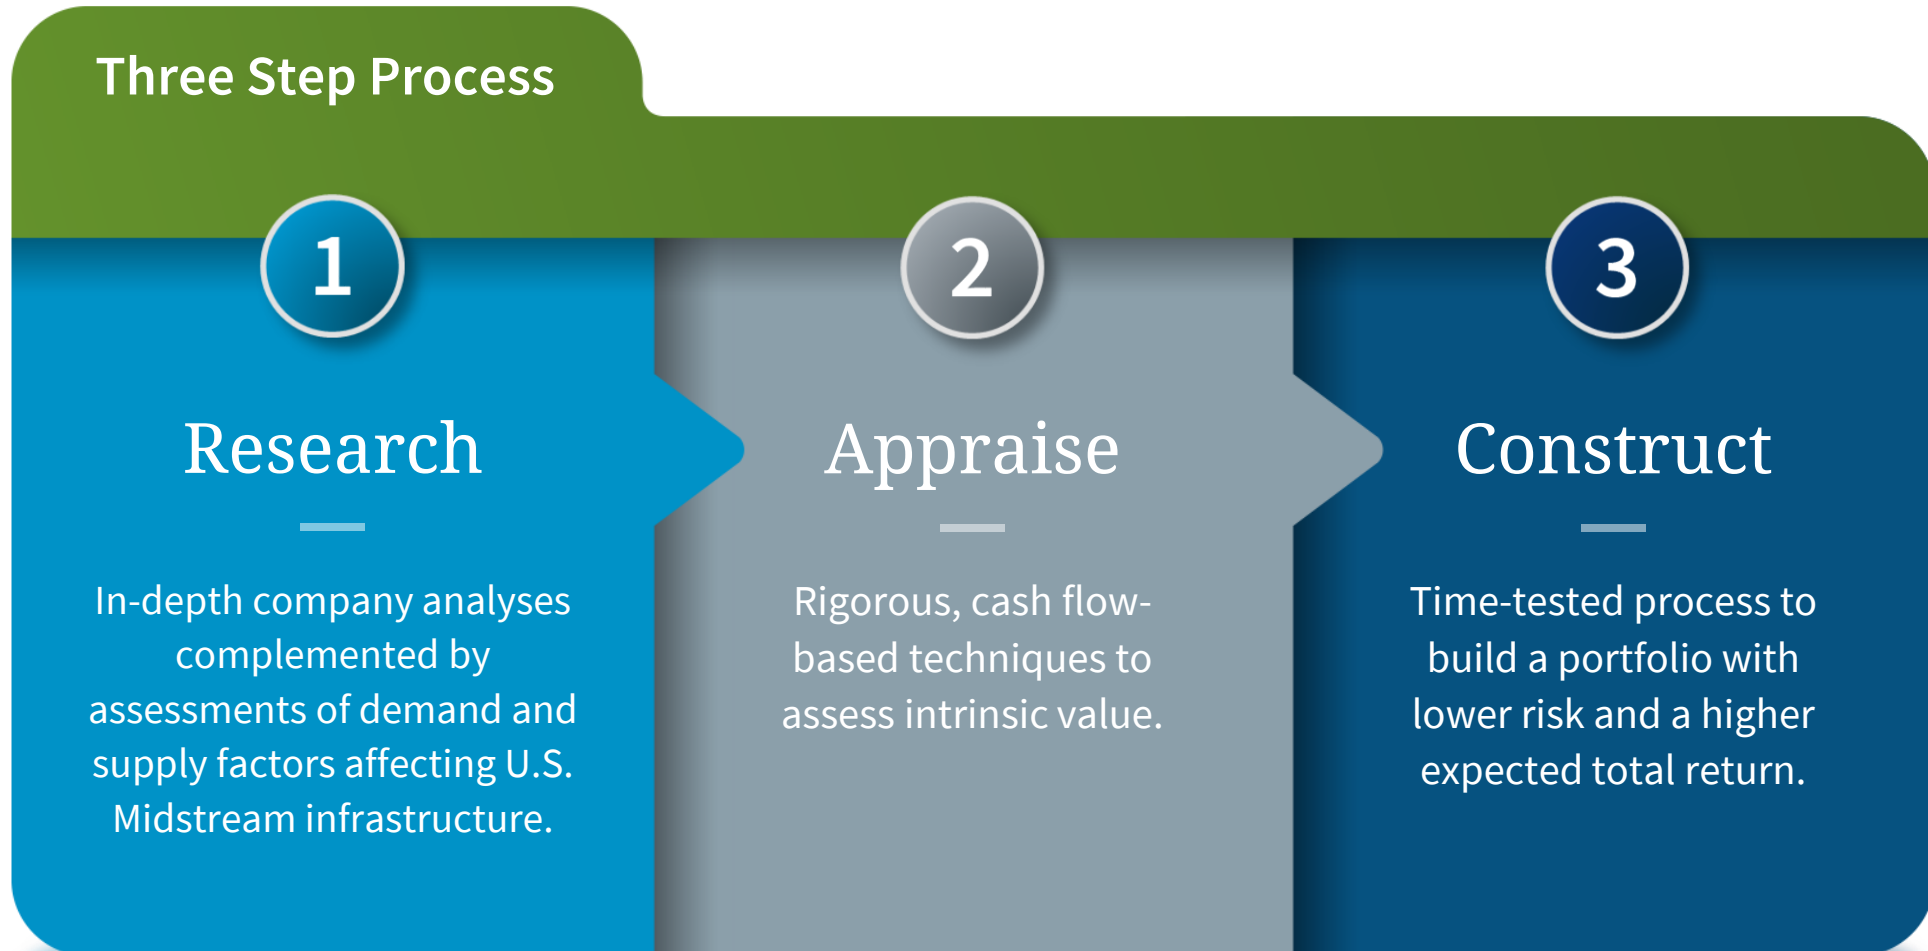 Three Step Process
1
Research
In-depth company analyses
complemented by
assessments of demand and
supply factors affecting U.S.
Midstream infrastructure.
2
Appraise
Rigorous, cash flow-
based techniques to
assess intrinsic value.
3
Construct
Time-tested process to
build a portfolio with
lower risk and a higher
expected total return.